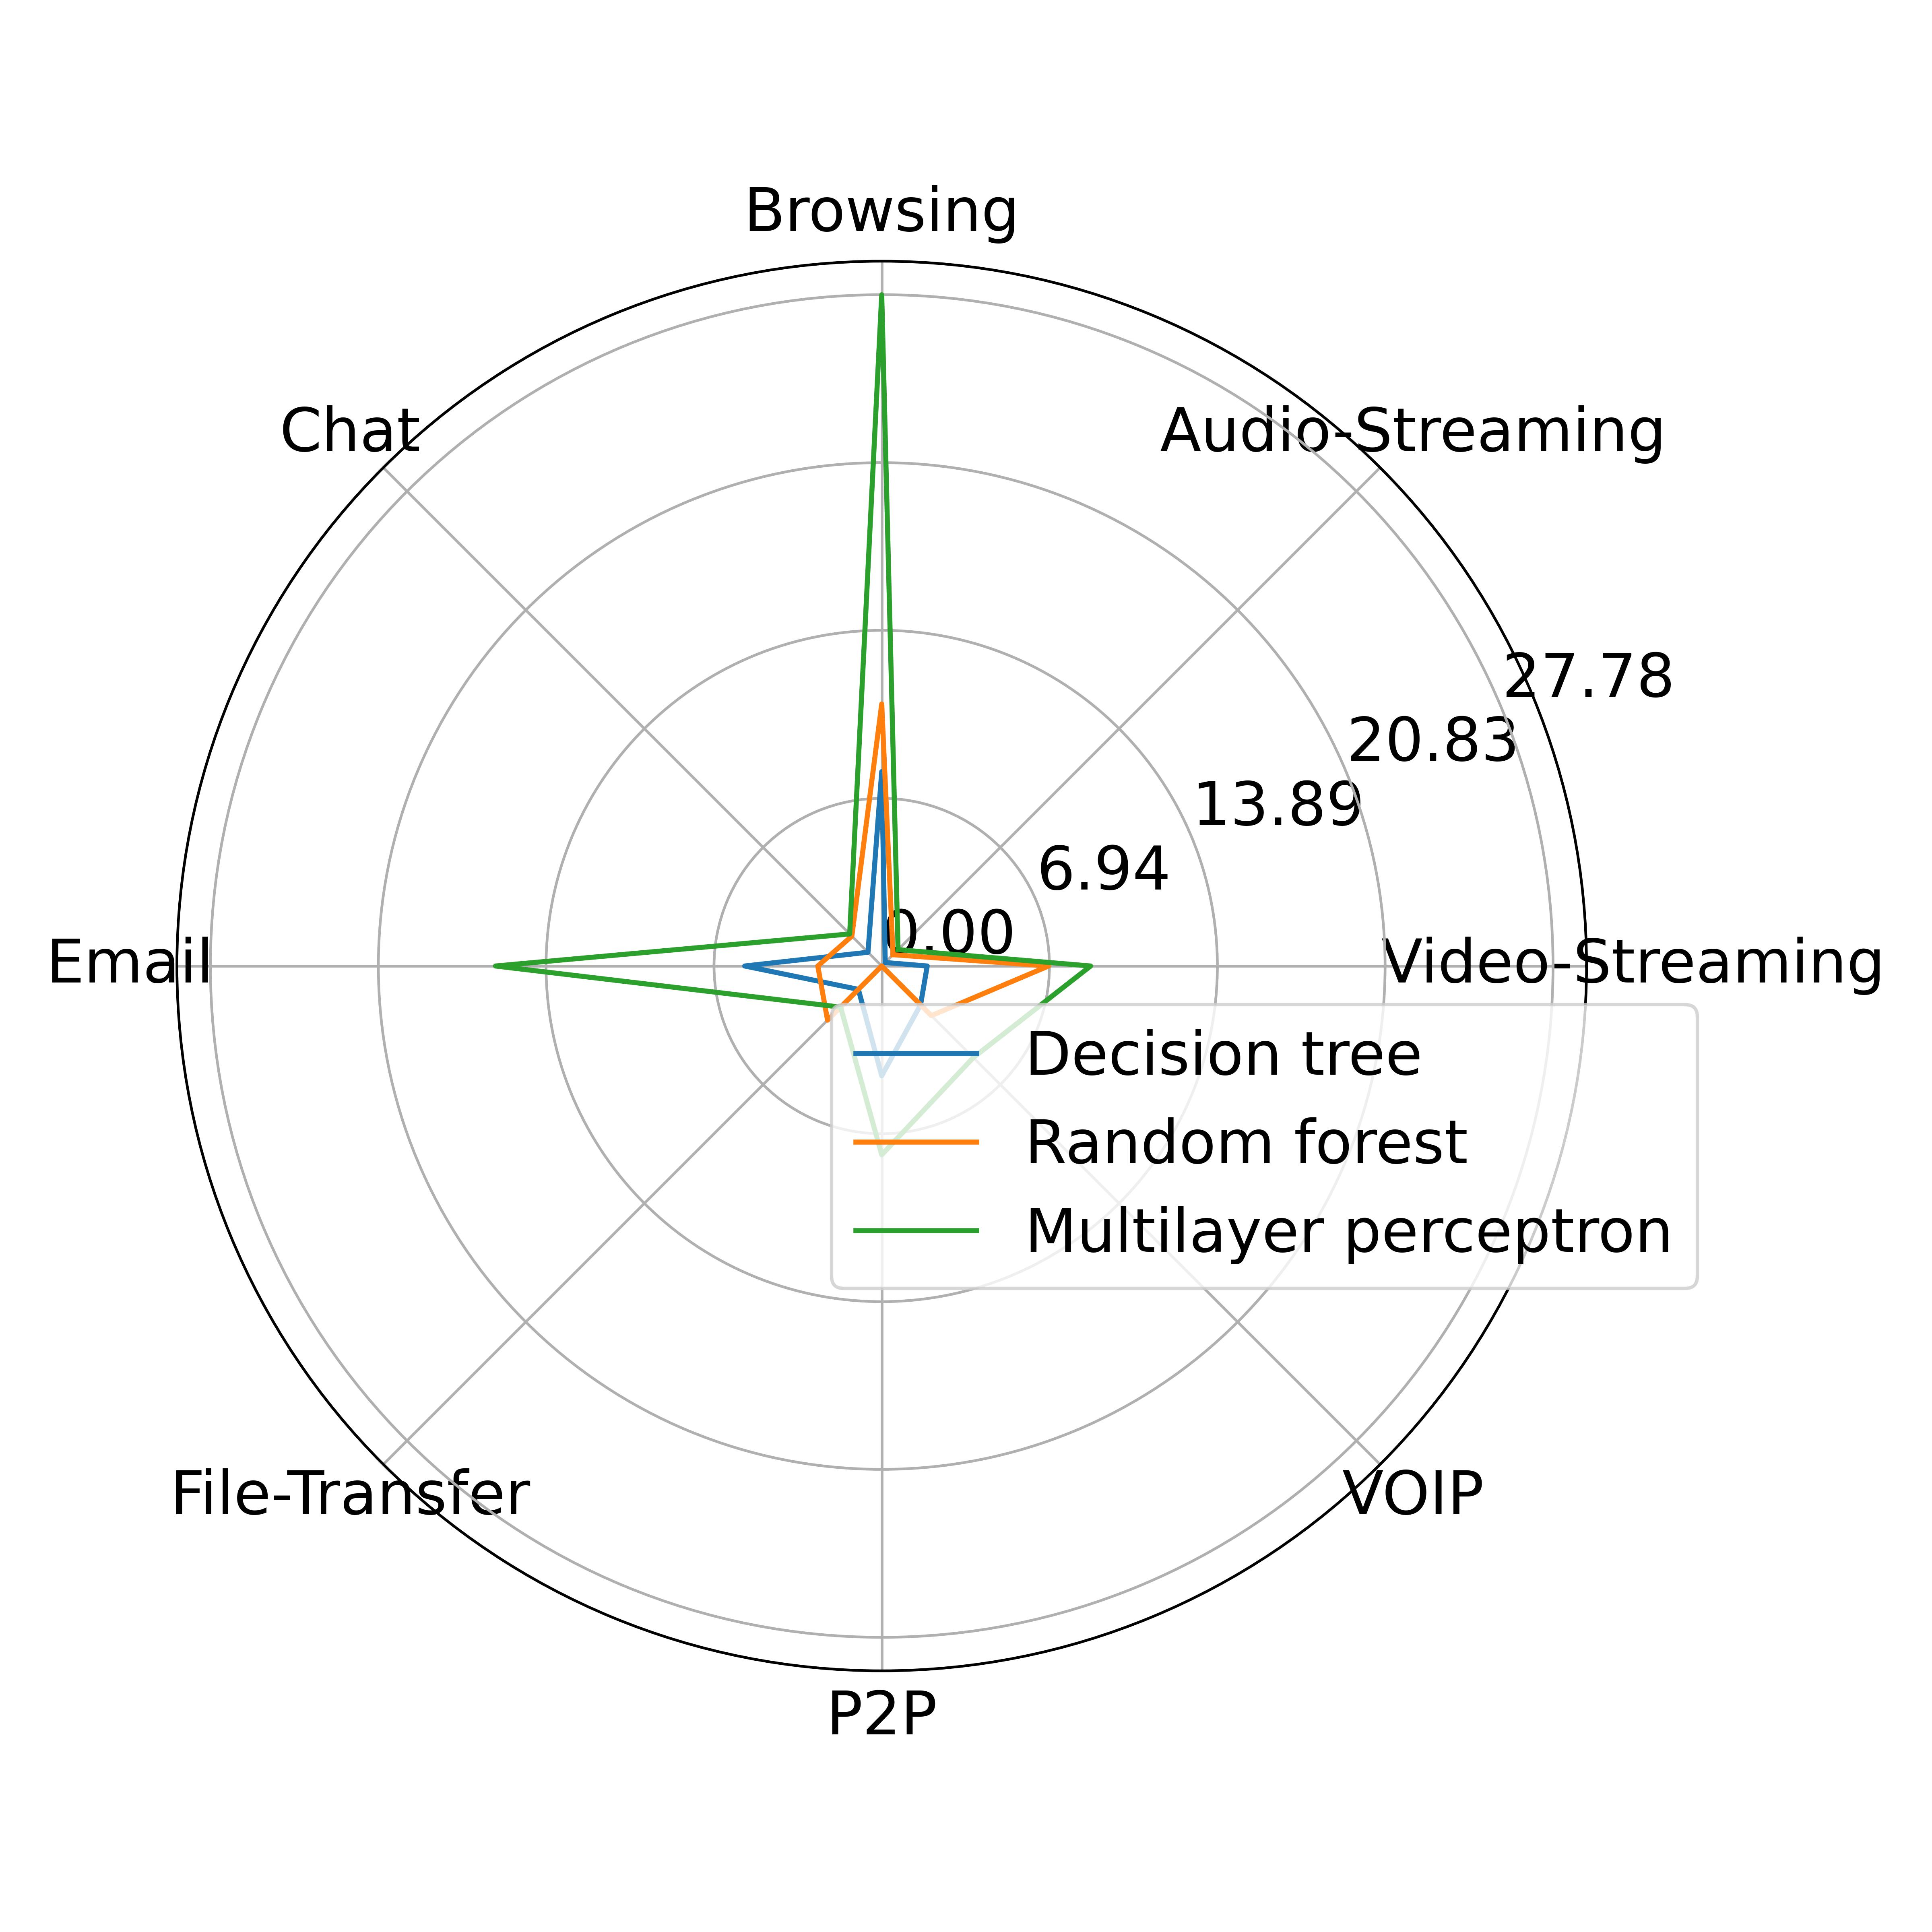 Browsing
Chat
Audio-Streaming
27.78
20.83
13.89
6.94
0.00
Email
Video-Streaming
Decision tree
Random forest
Multilayer perceptron
File-Transfer
VOIP
P2P